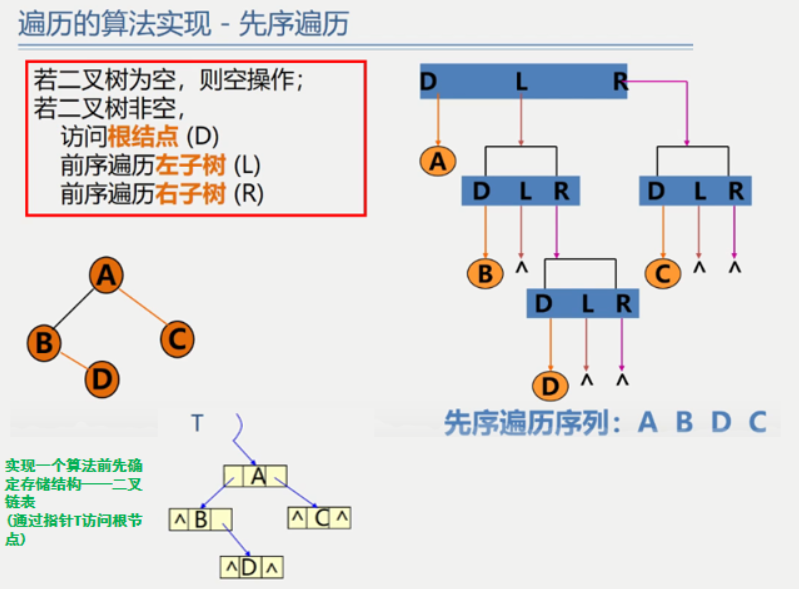 遍历的算法实现 - 先序遍历
若二叉树为空，则空操作；
若二叉树非空，
访问根结点 (D)
前序遍历左子树 (L)
前序遍历右子树 (R)
D L R
A
D L R
D L R
B ^ ^
C ^ ^
D L R
D ^ ^
先序遍历序列：A B D C
A
B
C
D
T
A
^ B
^ C ^
^ D ^
实现一个算法前先确
定存储结构——二叉
链表
(通过指针T访问根节
点)